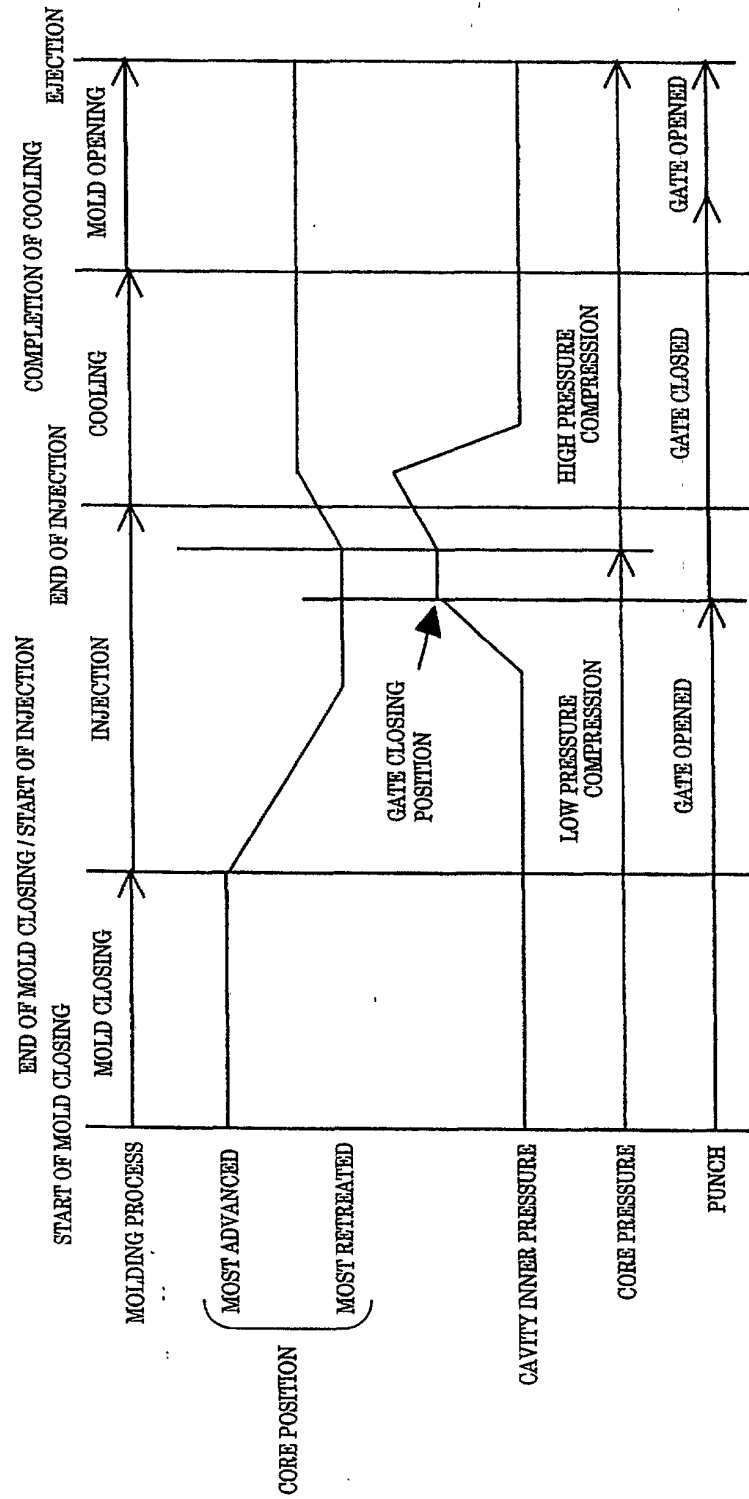 START OF MOLD CLOSING
END OF MOLD CLOSING / START OF INJECTION
END OF INJECTION
COMPLETION OF COOLING
EJECTION
MOLDING PROCESS
MOLD CLOSING
INJECTION
COOLING
MOLD OPENING
CORE POSITION
MOST ADVANCED
MOST RETREATED
GATE CLOSING
POSITION
CAVITY INNER PRESSURE
CORE PRESSURE
LOW PRESSURE
COMPRESSION
HIGH PRESSURE
COMPRESSION
PUNCH
GATE OPENED
GATE CLOSED
GATE OPENED